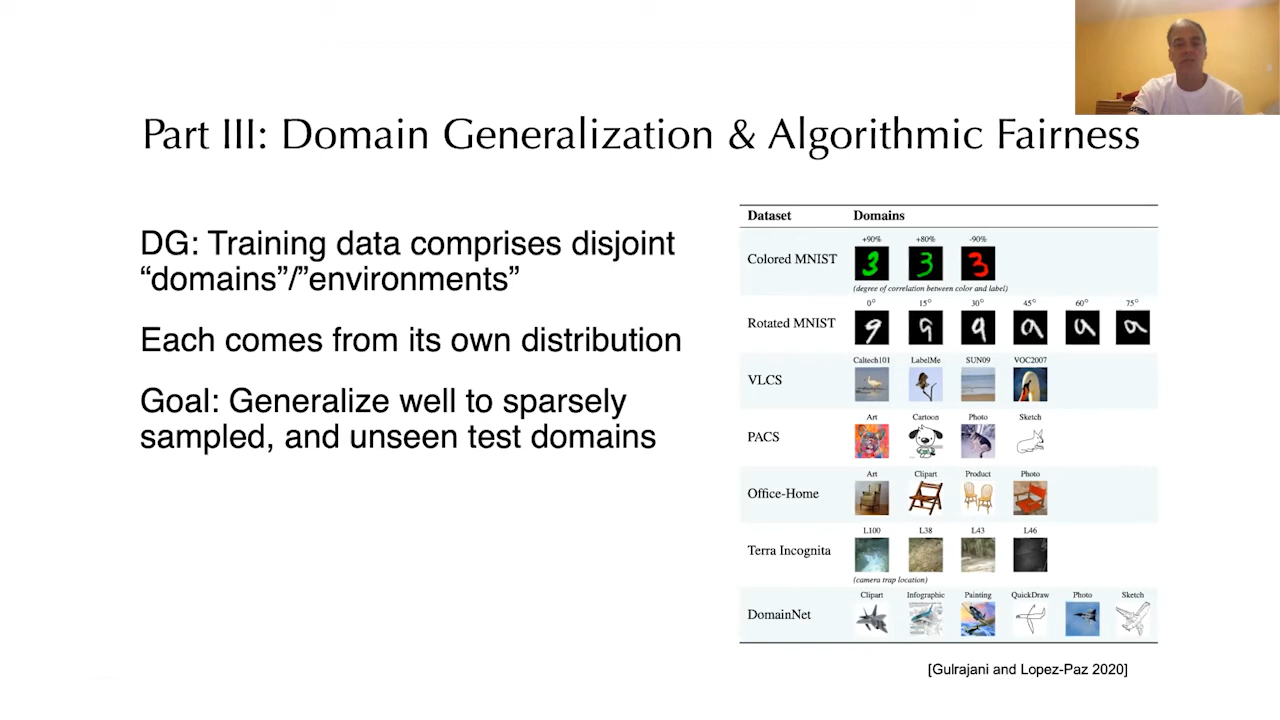 Part III: Domain Generalization & Algorithmic Fairness
DG: Training data comprises disjoint
“domains”/”environments”
Each comes from its own distribution
Goal: Generalize well to sparsely
sampled, and unseen test domains
Dataset Domains
+90% +80% -90%
Colored MNIST
(degree of correlation between color and label)
0° 15° 30° 45° 60° 75°
Rotated MNIST
Caltech101 LabelMe SUN09 VOC2007
VLCS
Art Cartoon Photo Sketch
PACS
Art Clipart Product Photo
Office-Home
L100 L38 L43 L46
Terra Incognita
(camera trap location)
Clipart Infographic Painting QuickDraw Photo Sketch
DomainNet
[Gulrajani and Lopez-Paz 2020]